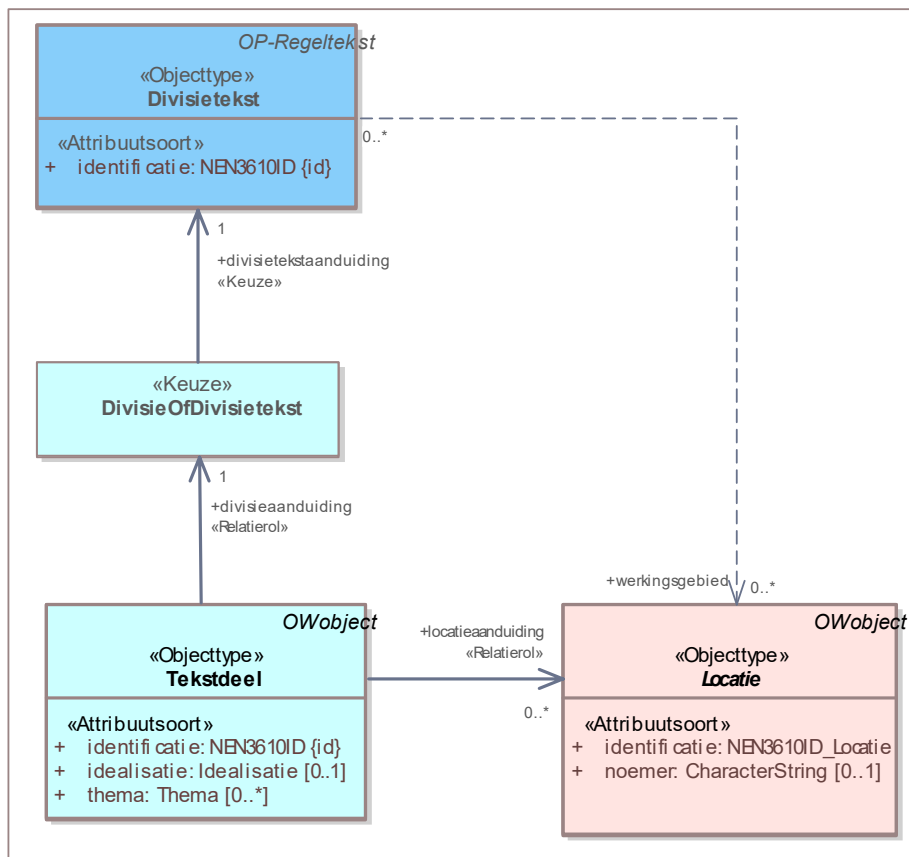 OP-Regeltekst
«Objecttype»
Divisietekst
«Attribuutsoort»
+ identificatie: NEN3610ID {id}
0..*
1
+divisietekstaanduiding
«Keuze»
«Keuze»
DivisieOfDivisietekst
1
+divisieaanduiding
«Relatierol»
OWobject
«Objecttype»
Tekstdeel
«Attribuutsoort»
+ identificatie: NEN3610ID {id}
+ idealisatie: Idealisatie [0..1]
+ thema: Thema [0..*]
+locatieaanduiding
«Relatierol»
0..*
+werkingsgebied
0..*
OWobject
«Objecttype»
Locatie
«Attribuutsoort»
+ identificatie: NEN3610ID_Locatie
+ noemer: CharacterString [0..1]